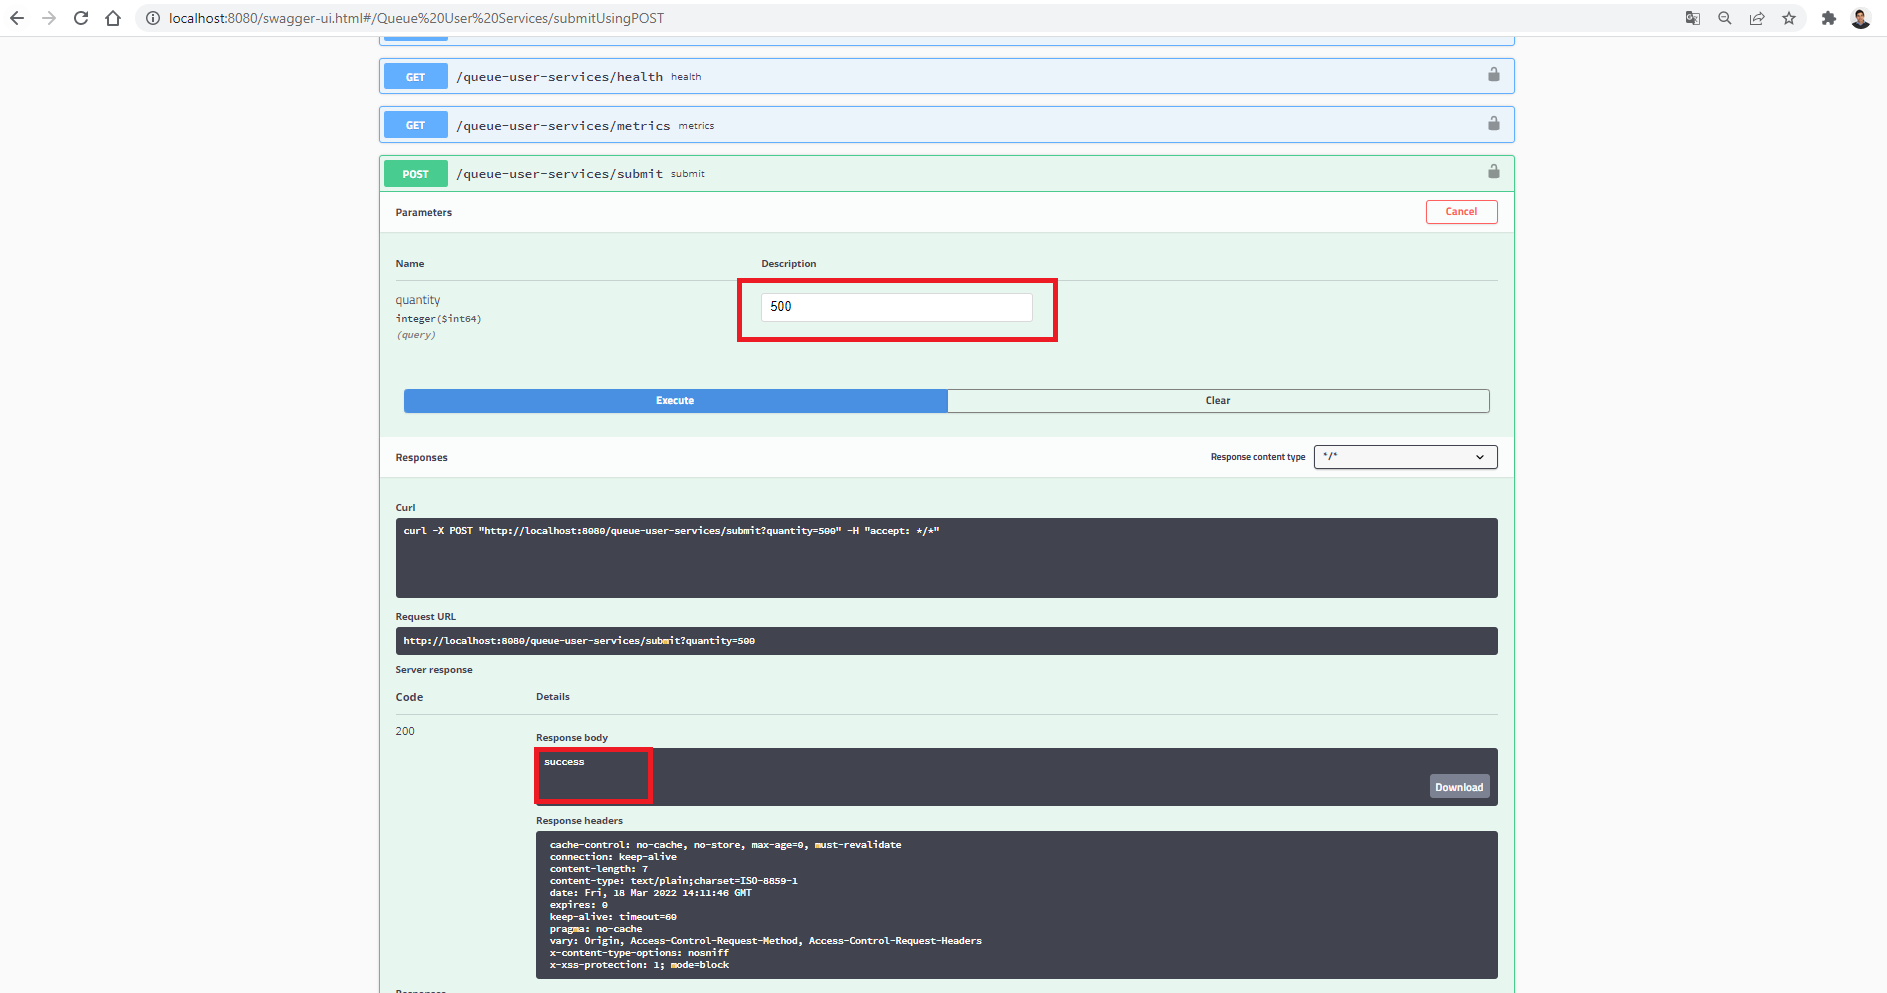 localhost:8080/swagger-ui.html#/Queue%20User%20Services/submitUsingPOST
GET /queue-user-services/health health
GET /queue-user-services/metrics metrics
POST /queue-user-services/submit submit
Parameters Cancel
Name Description
quantity 500
integer($int64)
(query)
Execute Clear
Responses Response content type */*
Curl
curl -X POST "http://localhost:8080/queue-user-services/submit?quantity=500" -H "accept: */*"
Request URL
http://localhost:8080/queue-user-services/submit?quantity=500
Server response
Code Details
200
Response body
success
Download
Response headers
cache-control: no-cache, no-store, max-age=0, must-revalidate
connection: keep-alive
content-length: 7
content-type: text/plain;charset=ISO-8859-1
date: Fri, 18 Mar 2022 14:11:46 GMT
expires: 0
keep-alive: timeout=60
pragma: no-cache
vary: Origin, Access-Control-Request-Method, Access-Control-Request-Headers
x-content-type-options: nosniff
x-xss-protection: 1; mode=block